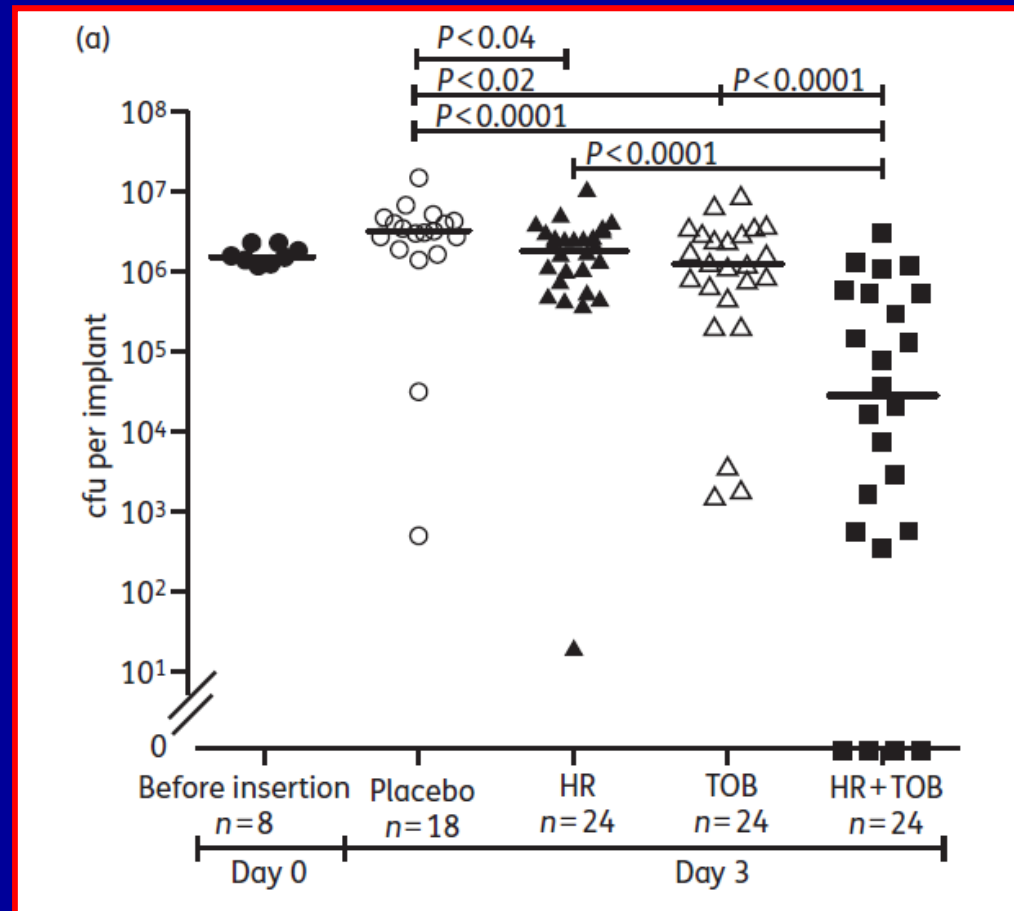 (a)
P<0.04
P<0.02 P<0.0001
P<0.0001
P<0.0001
10⁸
10⁷
10⁶
10⁵
10⁴
10³
10²
10¹
0
cfu per implant
Before insertion Placebo HR TOB HR+TOB
n=8 n=18 n=24 n=24 n=24
Day 0 Day 3